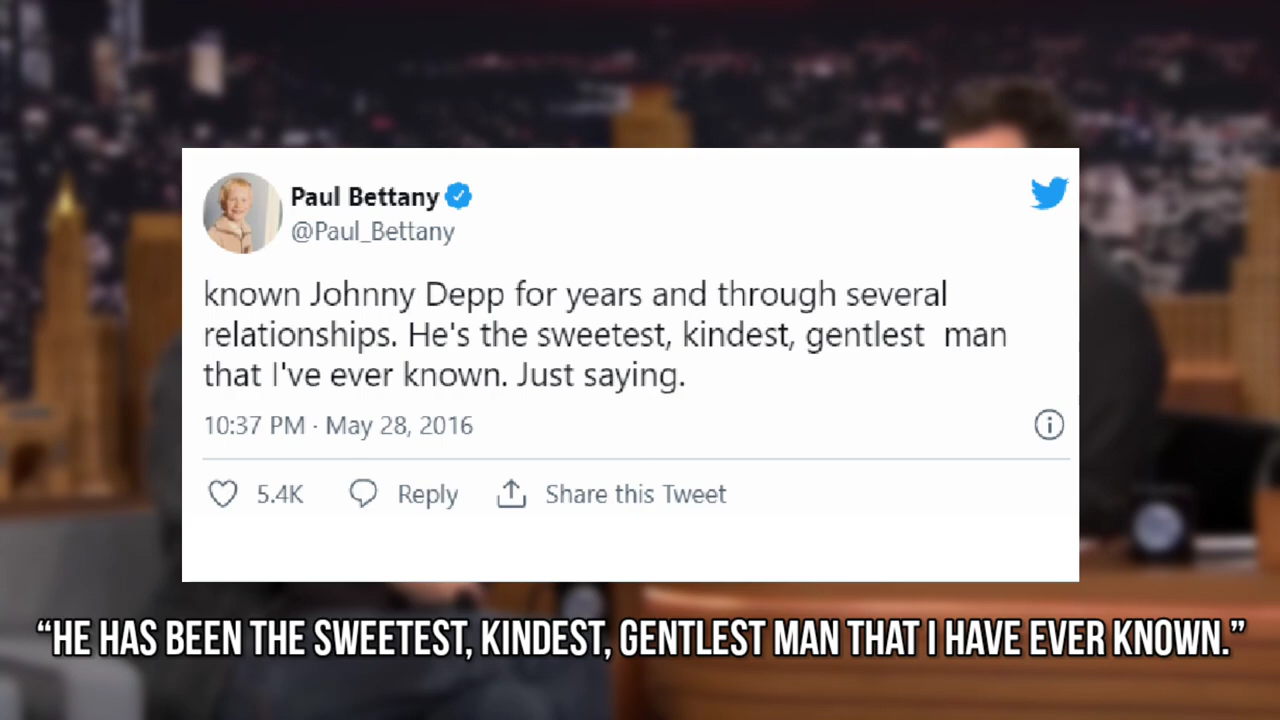 Paul Bettany
@Paul_Bettany
known Johnny Depp for years and through several
relationships. He's the sweetest, kindest, gentlest  man
that I've ever known. Just saying.
10:37 PM · May 28, 2016
5.4K Reply Share this Tweet
“HE HAS BEEN THE SWEETEST, KINDEST, GENTLEST MAN THAT I HAVE EVER KNOWN.”